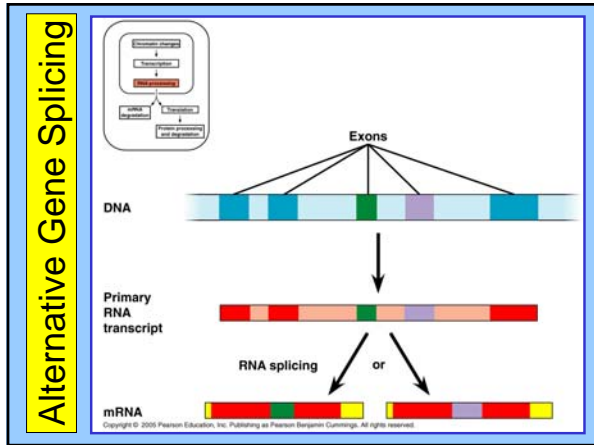 Alternative Gene Splicing
Chromatin changes
Transcription
RNA processing
mRNA
degradation
Translation
Protein processing
and degradation
Exons
DNA
Primary
RNA
transcript
RNA splicing
or
mRNA
Copyright © 2005 Pearson Education, Inc. Publishing as Pearson Benjamin Cummings. All rights reserved.